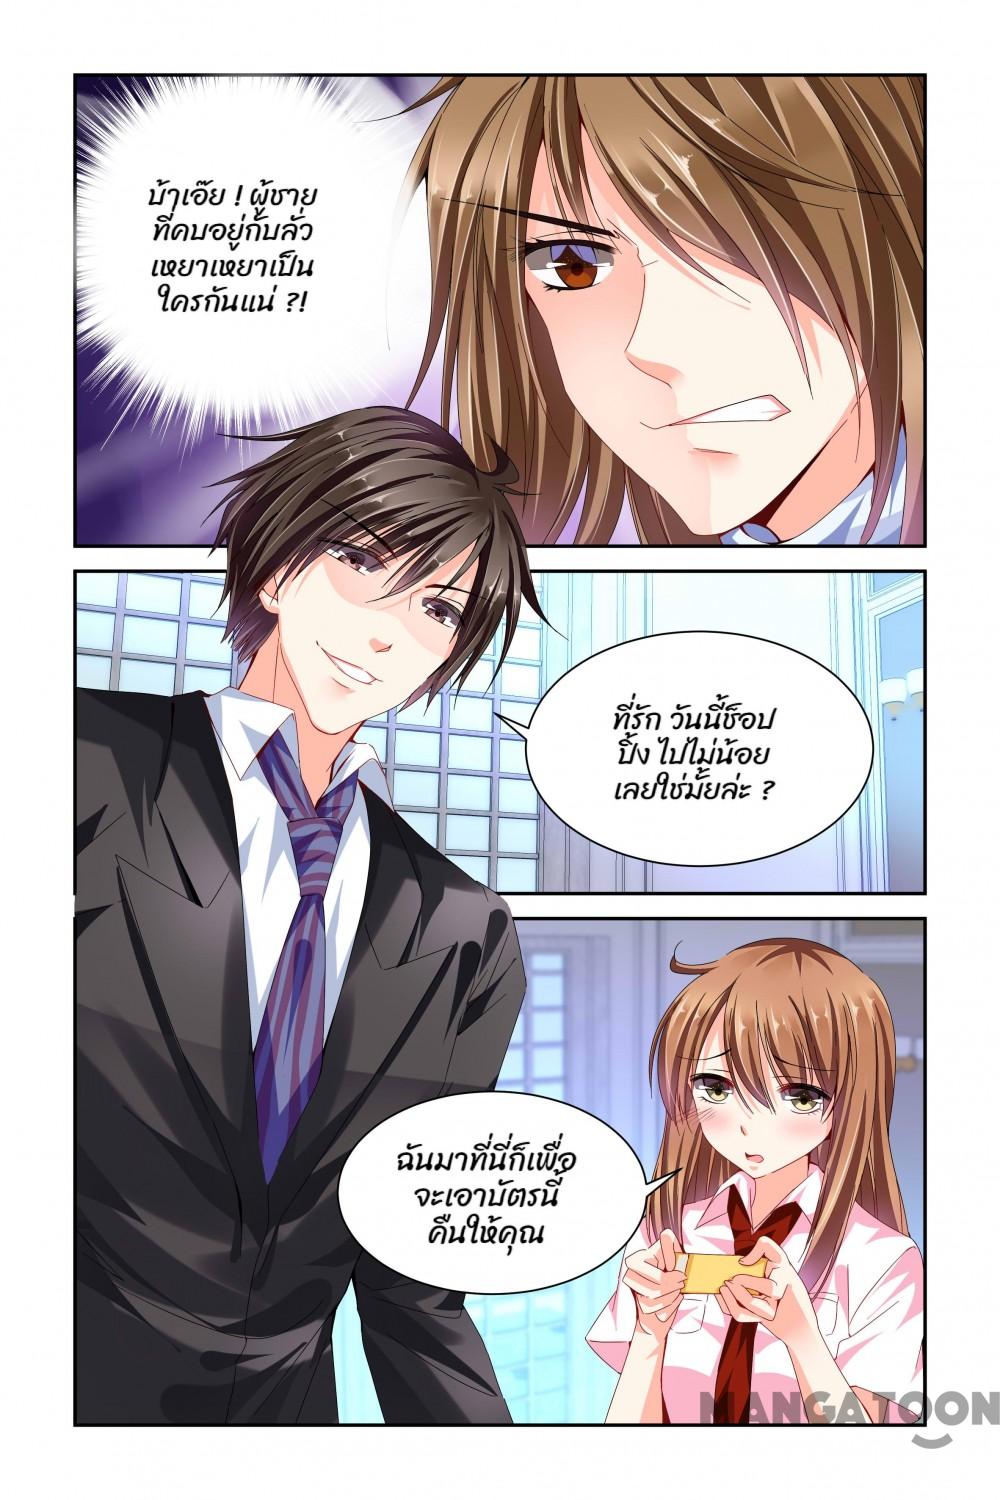 บ้าเอ๊ย ! ผู้ชาย
ที่คบอยู่กับลั่ว
เหยาเหยาเป็น
ใครกันแน่ ?!
ที่รัก วันนี้ช็อป
ปิ้ง ไปไม่น้อย
เลยใช่มั้ยล่ะ ?
ฉันมาที่นี่ก็เพื่อ
จะเอาบัตรนี้
คืนให้คุณ
MANGATOON